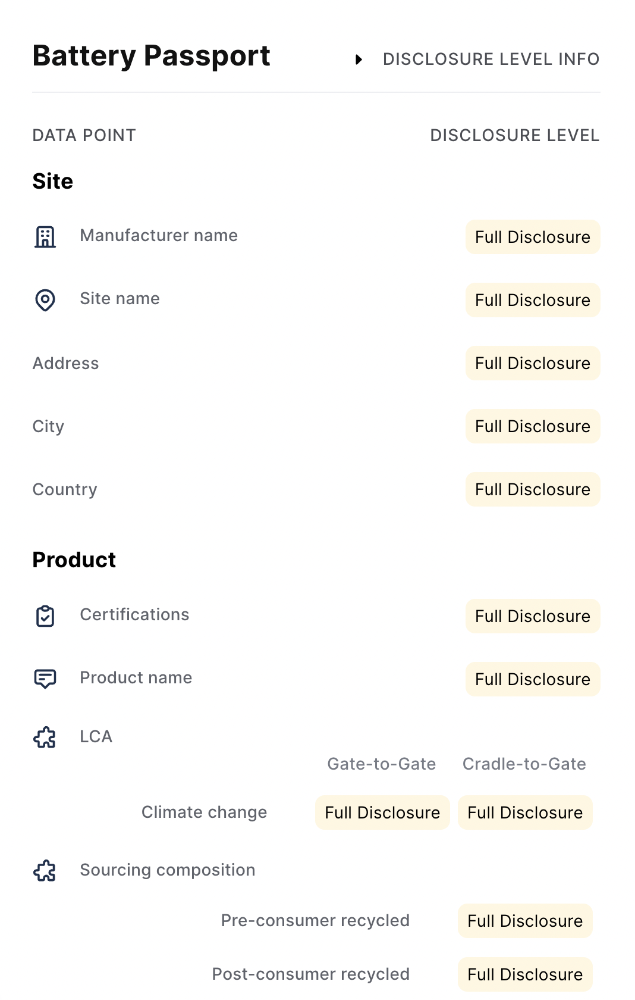 Battery Passport
DISCLOSURE LEVEL INFO
DATA POINT
DISCLOSURE LEVEL
Site
Manufacturer name
Full Disclosure
Site name
Full Disclosure
Address
Full Disclosure
City
Full Disclosure
Country
Full Disclosure
Product
Certifications
Full Disclosure
Product name
Full Disclosure
LCA
Gate-to-Gate
Cradle-to-Gate
Climate change
Full Disclosure
Full Disclosure
Sourcing composition
Pre-consumer recycled
Full Disclosure
Post-consumer recycled
Full Disclosure